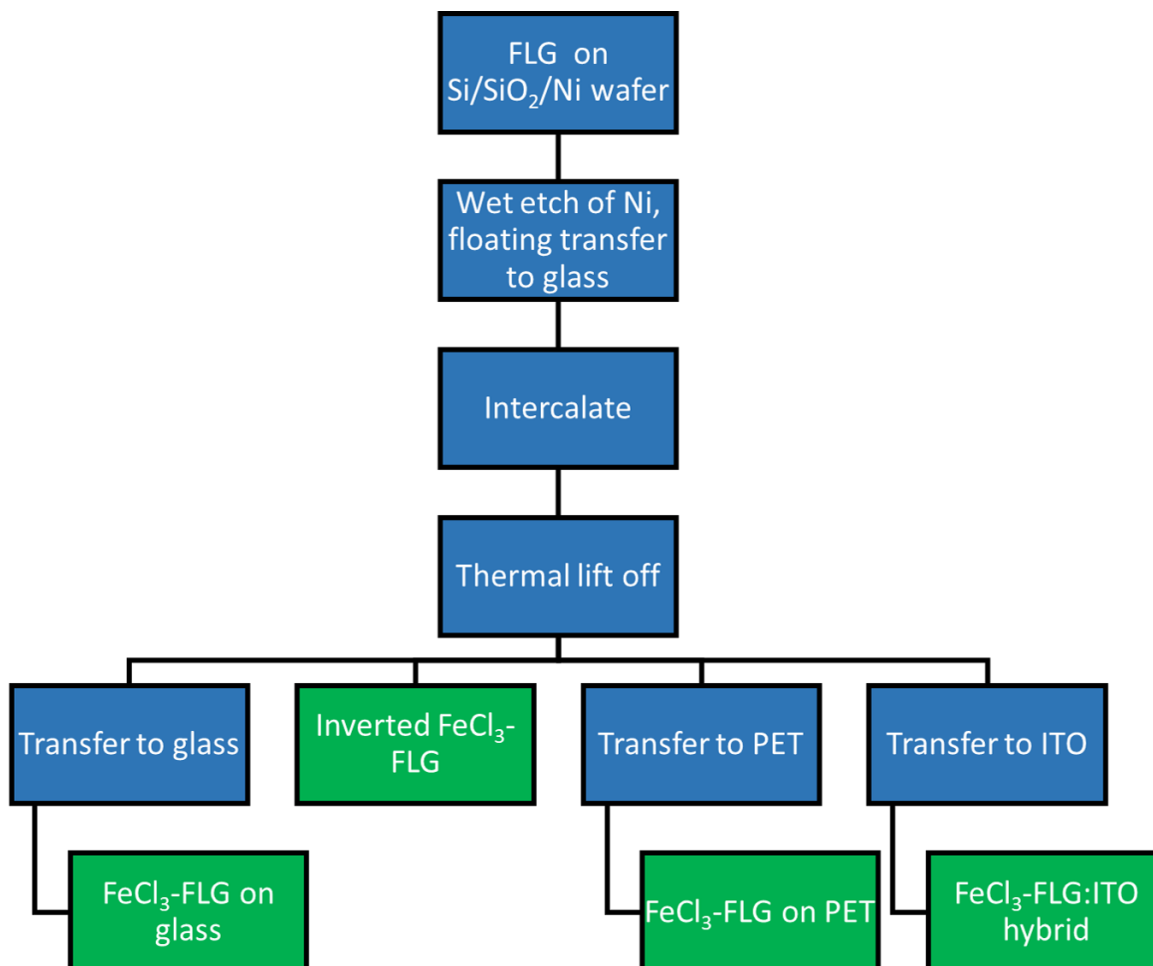 FLG on
Si/SiO₂/Ni wafer
Wet etch of Ni,
floating transfer
to glass
Intercalate
Thermal lift off
Transfer to glass
Inverted FeCl₃-
FLG
Transfer to PET
Transfer to ITO
FeCl₃-FLG on
glass
FeCl₃-FLG on PET
FeCl₃-FLG:ITO
hybrid